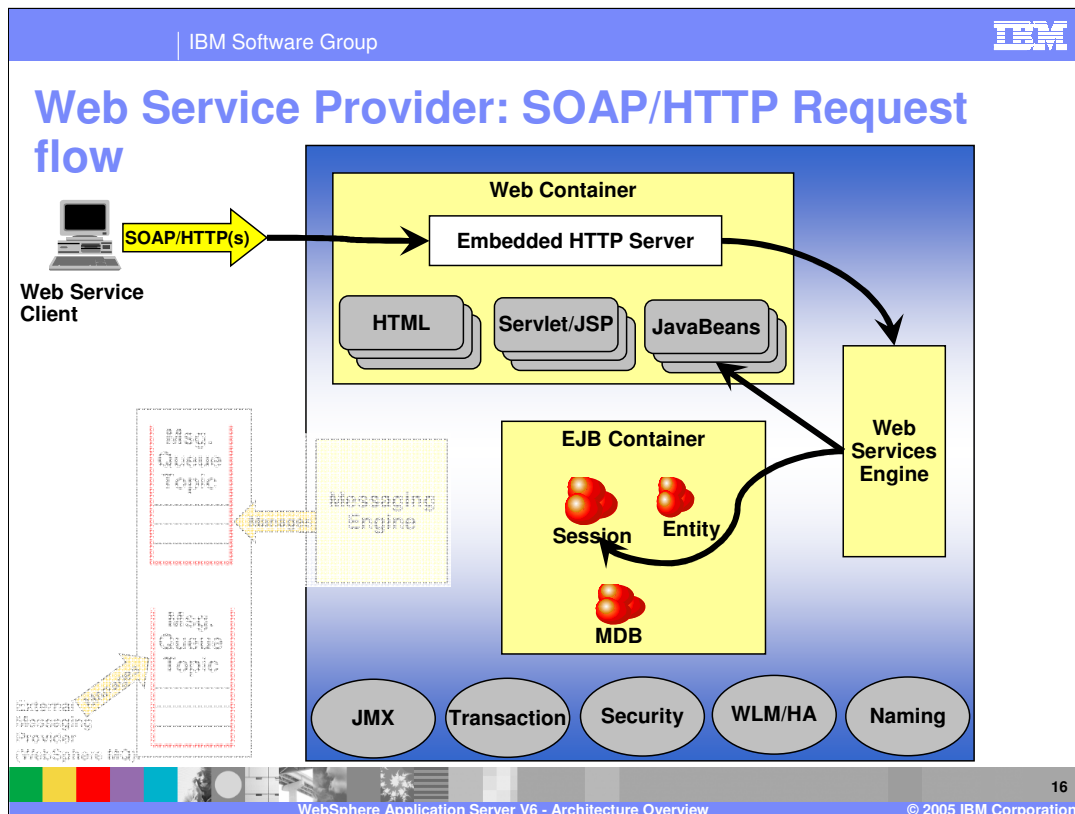 IBM Software Group
IBM
Web Service Provider: SOAP/HTTP Request
flow
Web Container
SOAP/HTTP(s)
Embedded HTTP Server
Web Service
Client
HTML
Servlet/JSP
JavaBeans
Web
Services
Engine
EJB Container
Session
Entity
MDB
Msg.
Queue
Topic
Messaging
Engine
Msg.
Queue
Topic
External
Messaging
Provider
(WebSphere MQ)
JMX
Transaction
Security
WLM/HA
Naming
16
WebSphere Application Server V6 - Architecture Overview
© 2005 IBM Corporation